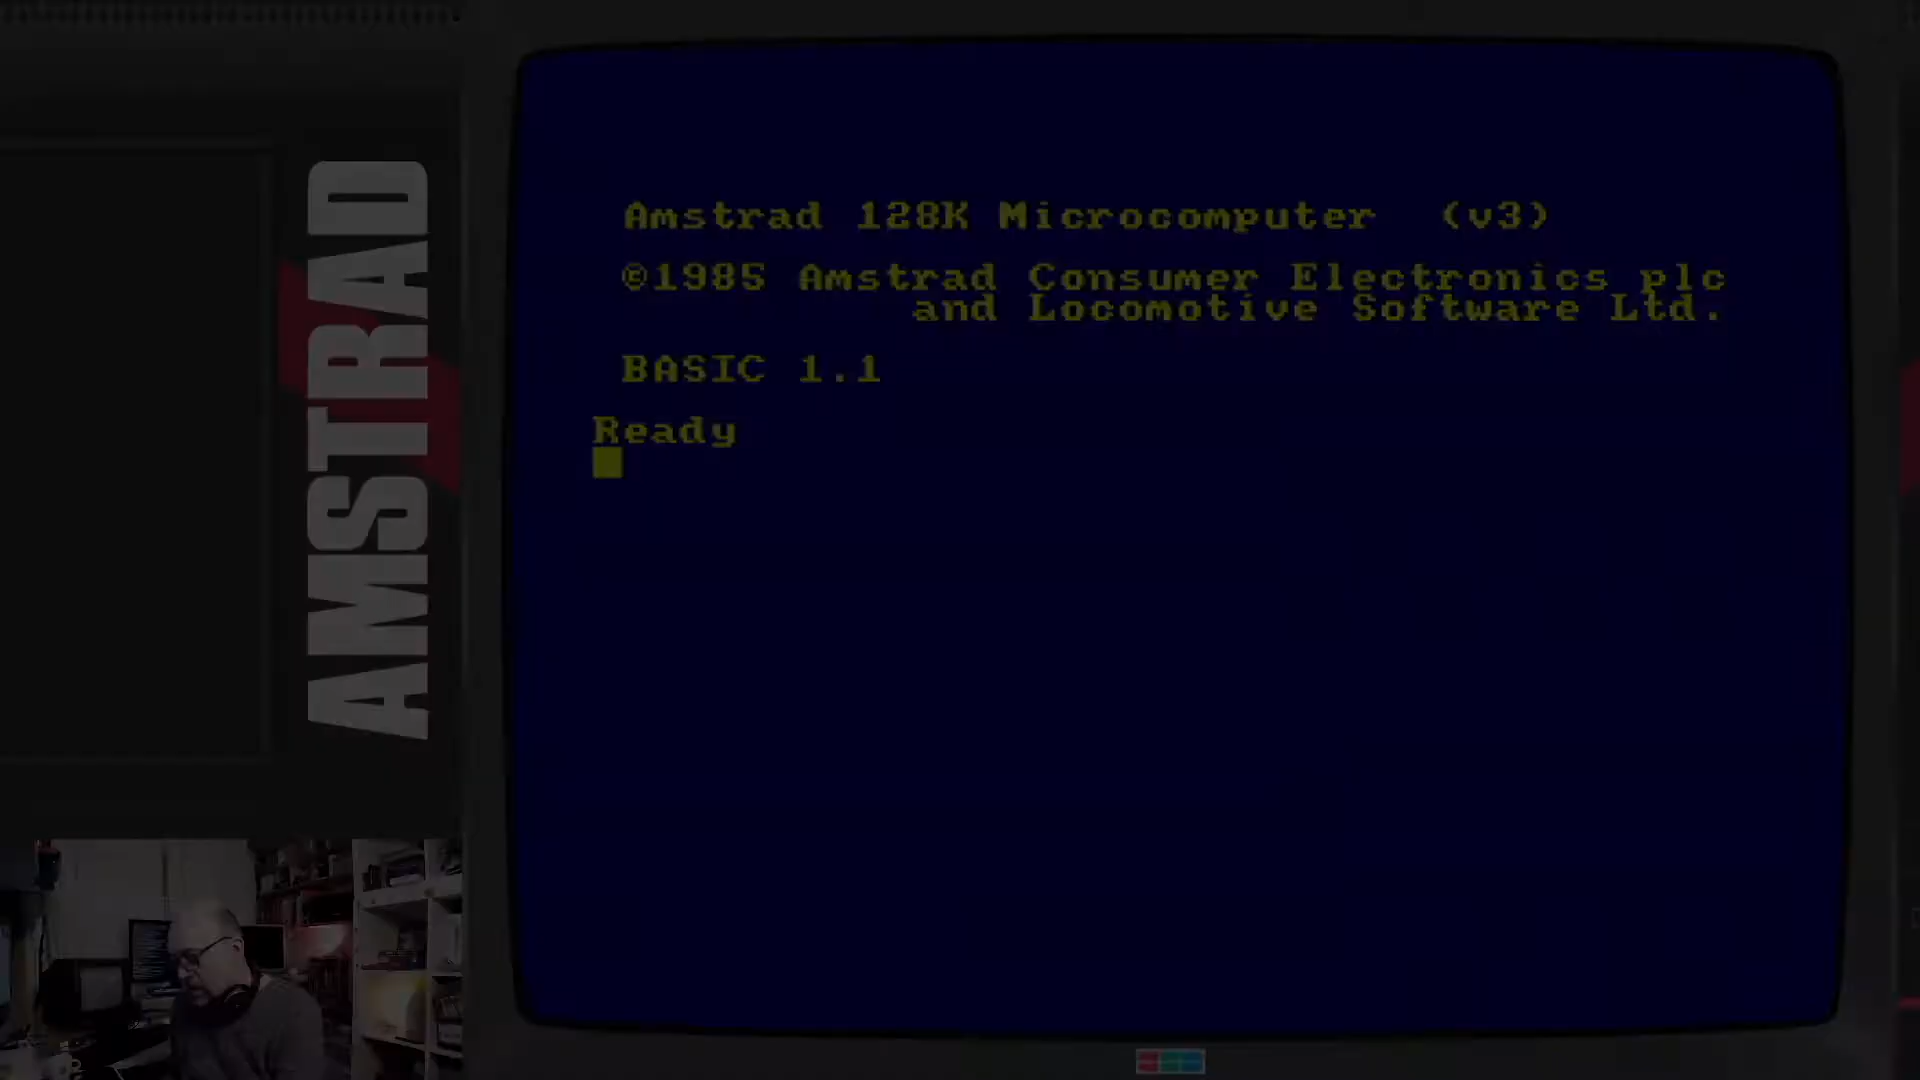 AMSTRAD
Amstrad 128K Microcomputer (v3)
©1985 Amstrad Consumer Electronics plc
and Locomotive Software Ltd.
BASIC 1.1
Ready